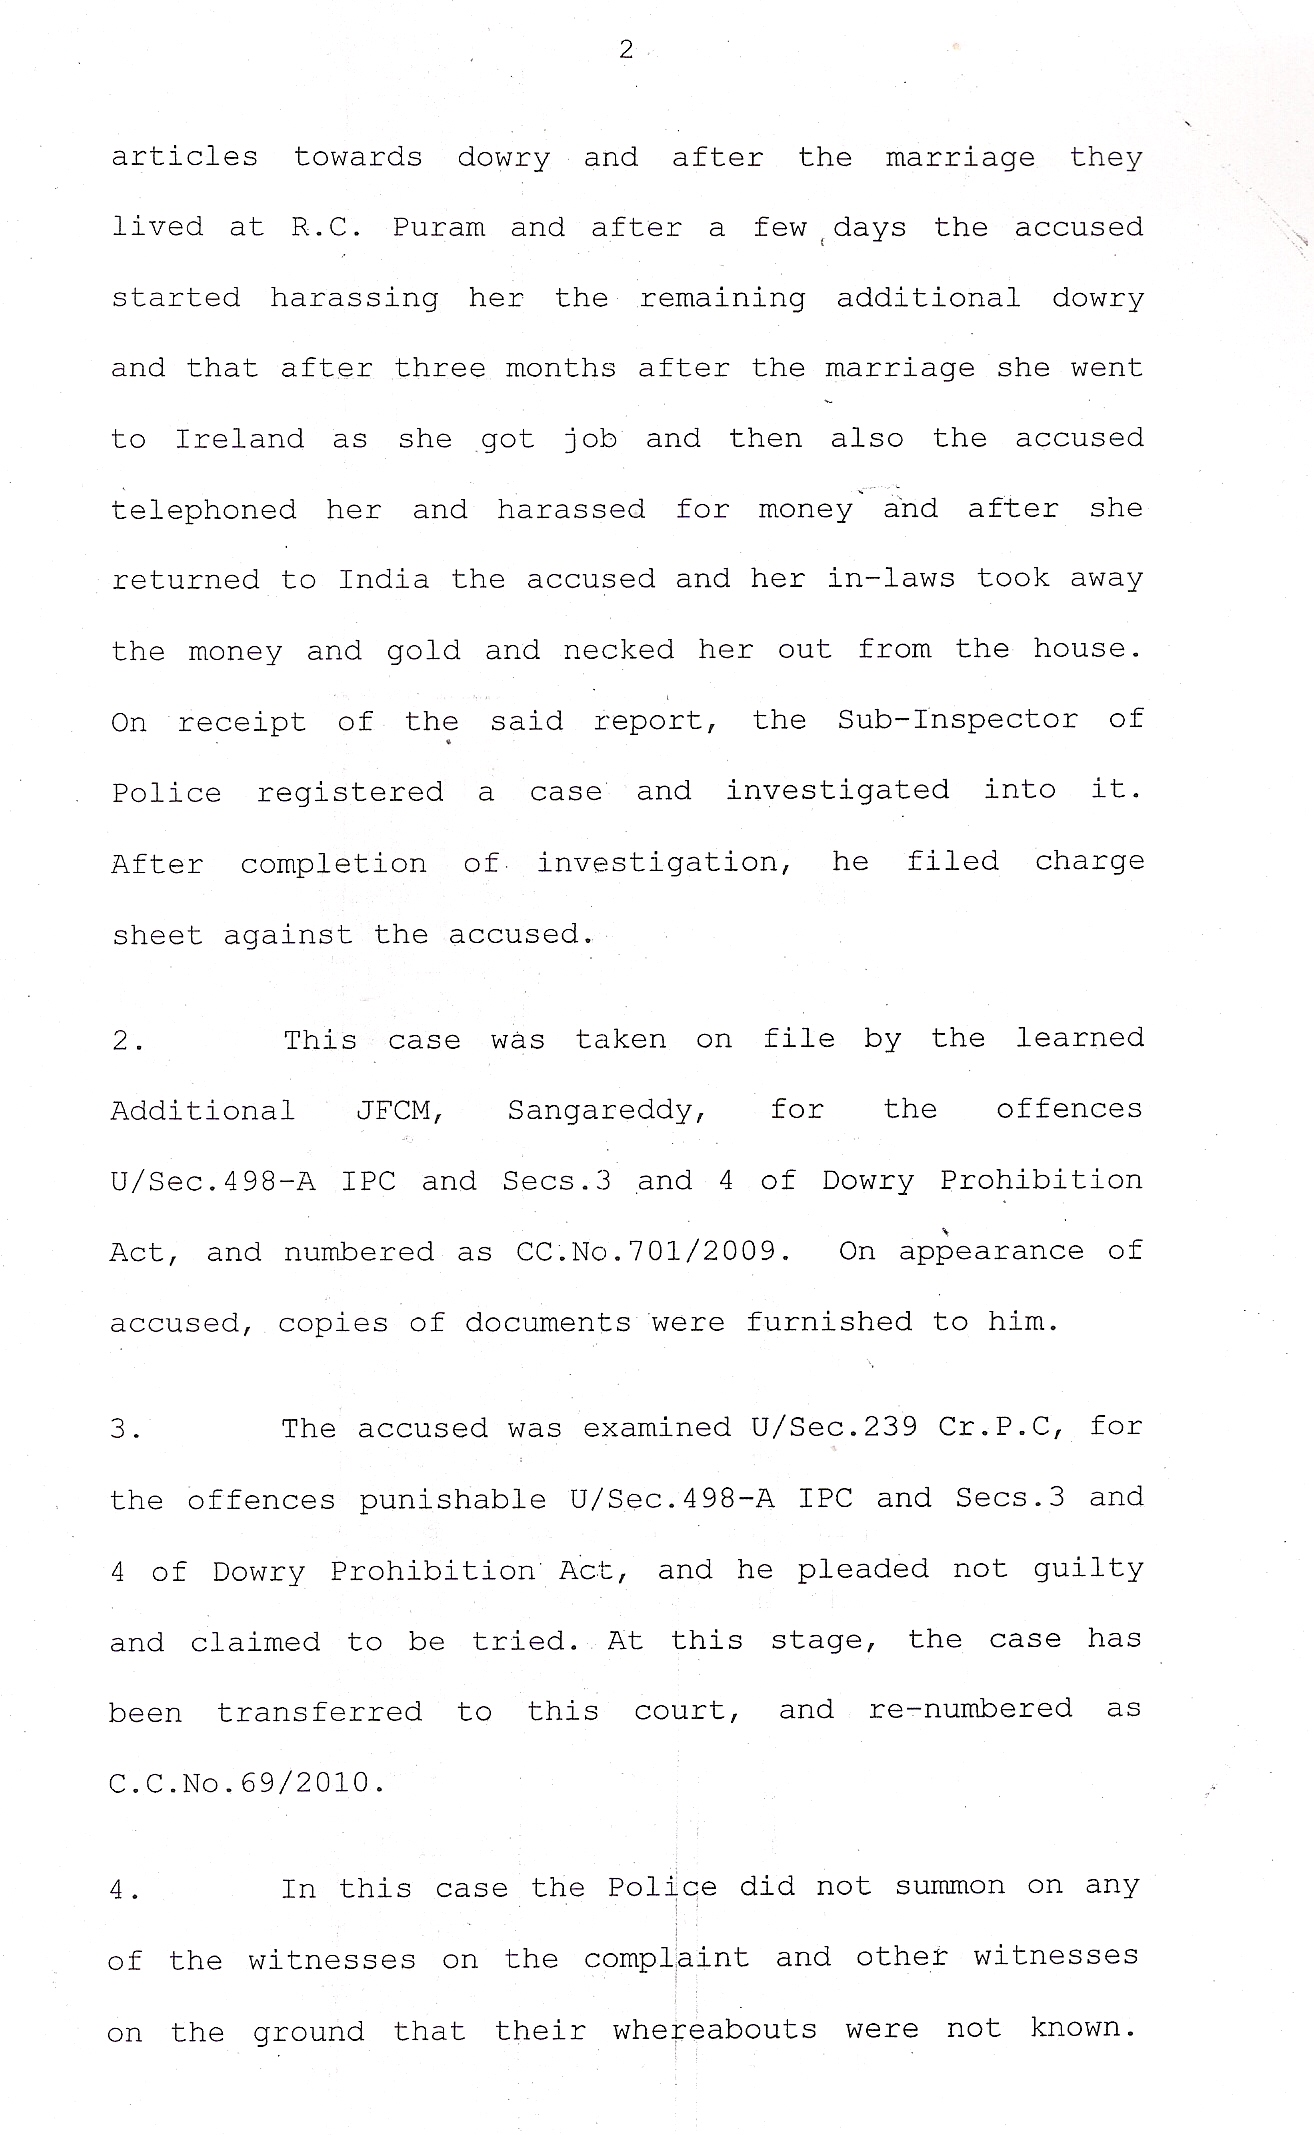 2
articles towards dowry and after the marriage they
lived at R.C. Puram and after a few days the accused
started harassing her the remaining additional dowry
and that after three months after the marriage she went
to Ireland as she got job and then also the accused
telephoned her and harassed for money and after she
returned to India the accused and her in-laws took away
the money and gold and necked her out from the house.
On receipt of the said report, the Sub-Inspector of
Police registered a case and investigated into it.
After completion of investigation, he filed charge
sheet against the accused.
2. This case was taken on file by the learned
Additional JFCM, Sangareddy, for the offences
U/Sec.498-A IPC and Secs.3 and 4 of Dowry Prohibition
Act, and numbered as CC.No.701/2009. On appearance of
accused, copies of documents were furnished to him.
3. The accused was examined U/Sec.239 Cr.P.C, for
the offences punishable U/Sec.498-A IPC and Secs.3 and
4 of Dowry Prohibition Act, and he pleaded not guilty
and claimed to be tried. At this stage, the case has
been transferred to this court, and re-numbered as
C.C.No.69/2010.
4. In this case the Police did not summon on any
of the witnesses on the complaint and other witnesses
on the ground that their whereabouts were not known.